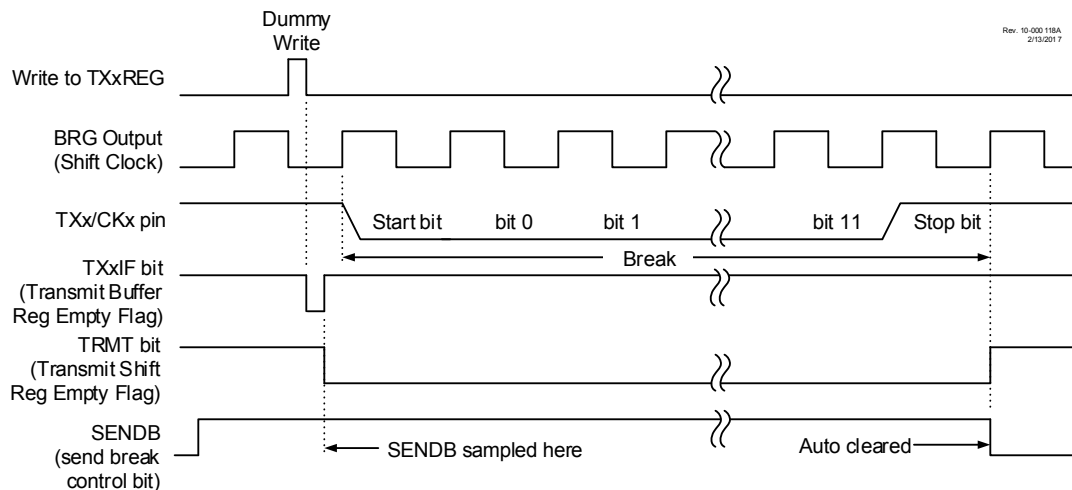 Dummy
Write
Rev. 10-000 118A
2/13/201 7
Write to TXxREG
BRG Output
(Shift Clock)
TXx/CKx pin
Start bit
bit 0
bit 1
bit 11
Stop bit
Break
TXxIF bit
(Transmit Buffer
Reg Empty Flag)
TRMT bit
(Transmit Shift
Reg Empty Flag)
SENDB
(send break
control bit)
SENDB sampled here
Auto cleared